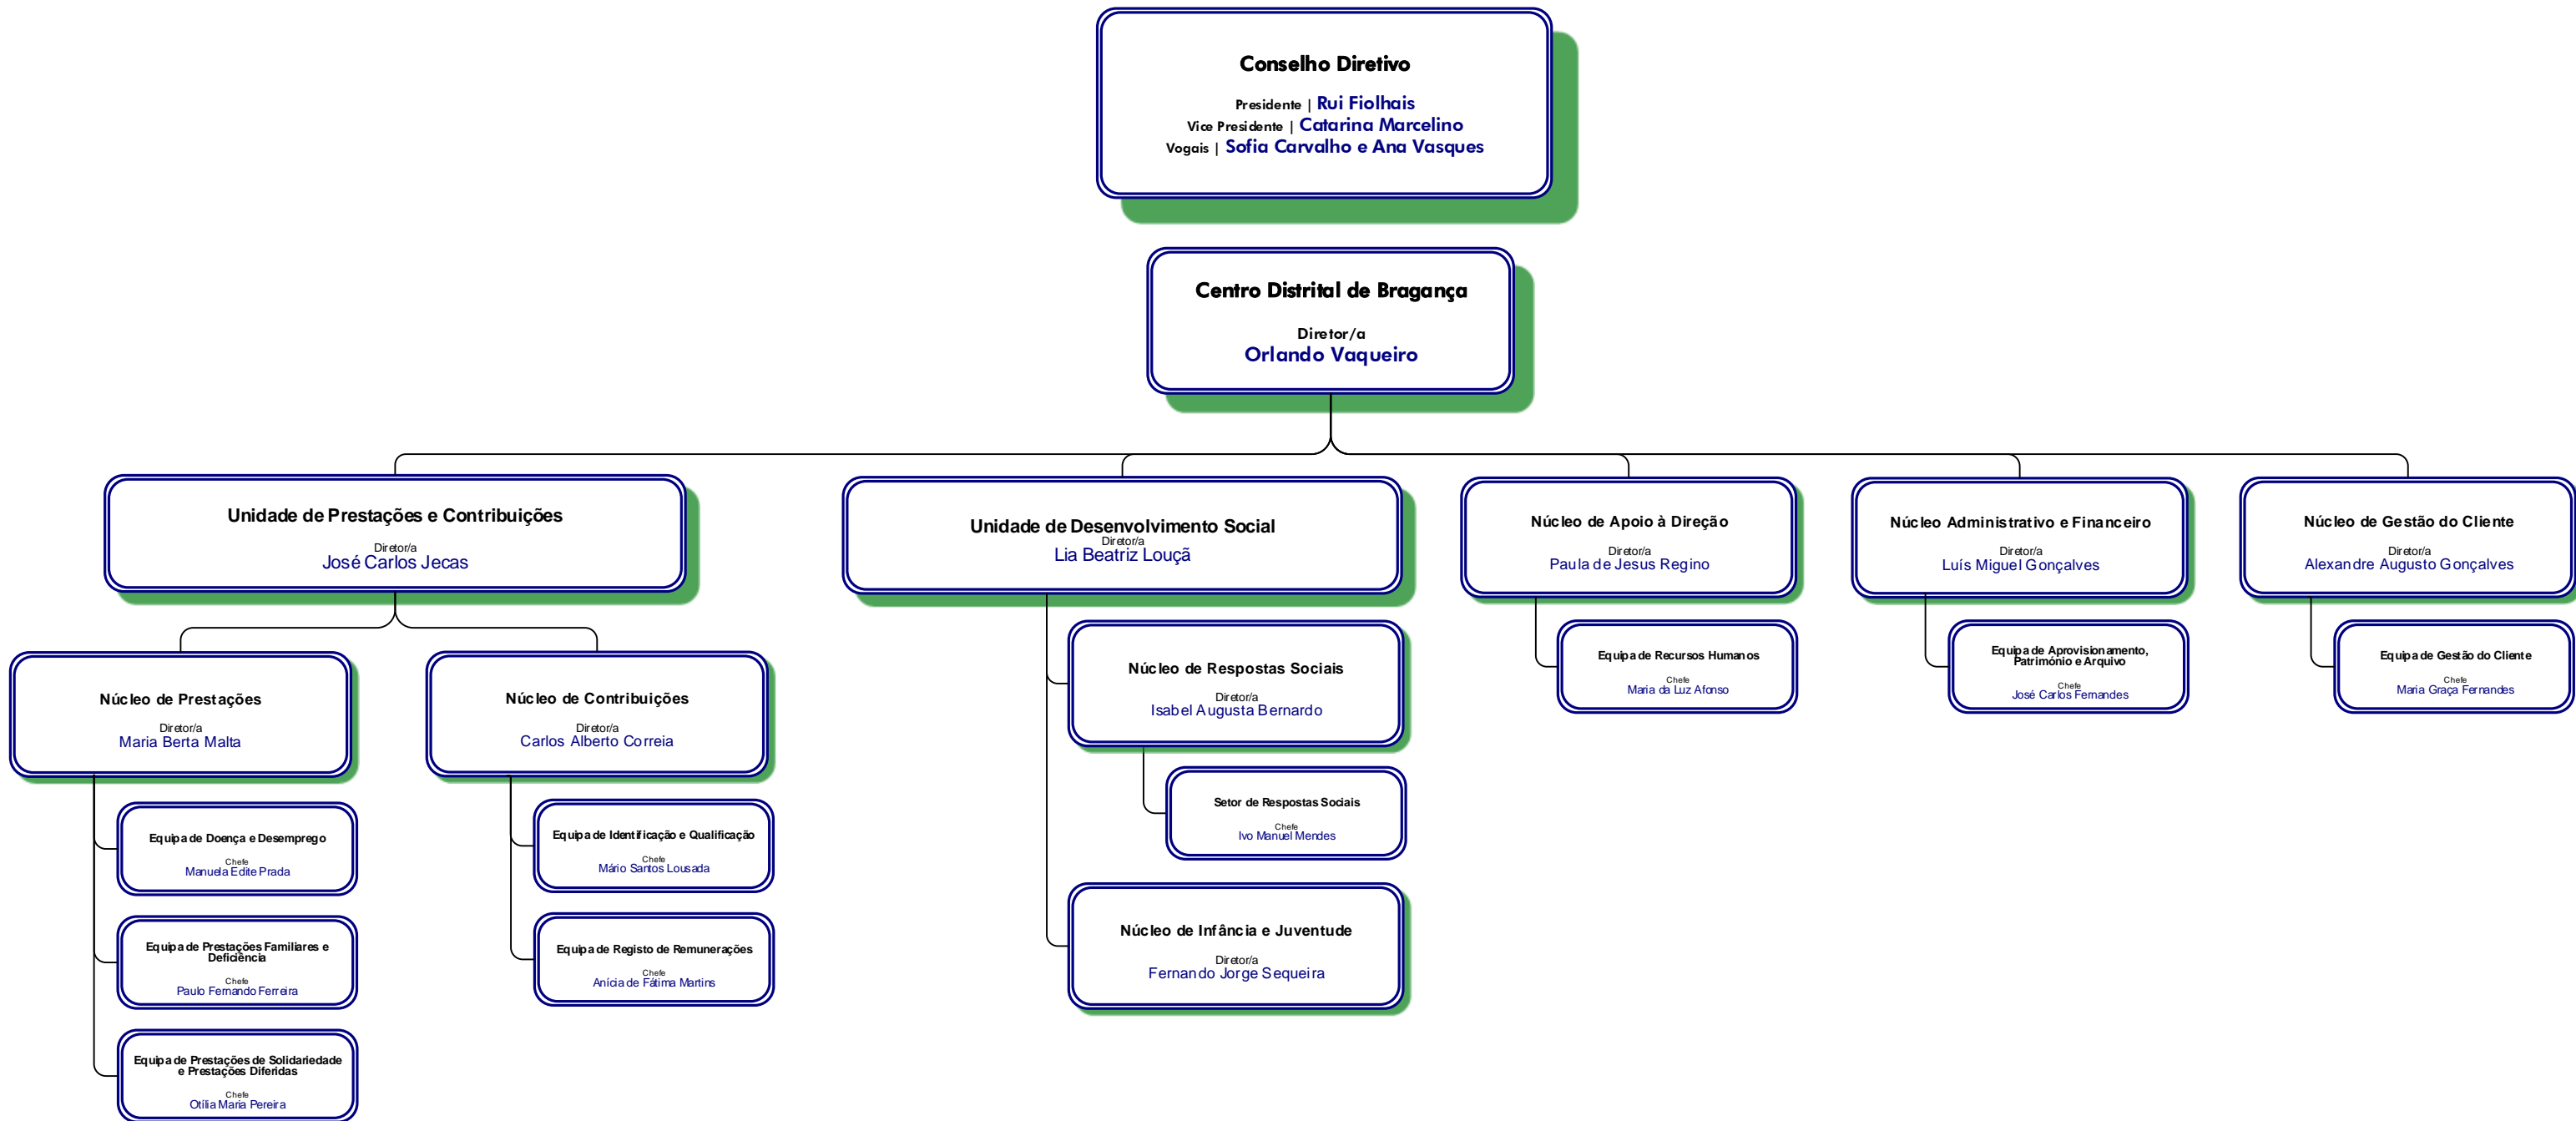 Conselho Diretivo
Presidente | Rui Fiolhais
Vice Presidente | Catarina Marcelino
Vogais | Sofia Carvalho e Ana Vasques
Centro Distrital de Bragança
Diretor/a
Orlando Vaqueiro
Unidade de Prestações e Contribuições
Diretor/a
José Carlos Jecas
Unidade de Desenvolvimento Social
Diretor/a
Lia Beatriz Louçã
Núcleo de Apoio à Direção
Diretor/a
Paula de Jesus Regino
Núcleo Administrativo e Financeiro
Diretor/a
Luís Miguel Gonçalves
Núcleo de Gestão do Cliente
Diretor/a
Alexandre Augusto Gonçalves
Núcleo de Prestações
Diretor/a
Maria Berta Malta
Núcleo de Contribuições
Diretor/a
Carlos Alberto Correia
Núcleo de Respostas Sociais
Diretor/a
Isabel Augusta Bernardo
Equipa de Recursos Humanos
Chefe
Maria da Luz Afonso
Equipa de Aprovisionamento,
Património e Arquivo
Chefe
José Carlos Fernandes
Equipa de Gestão do Cliente
Chefe
Maria Graça Fernandes
Equipa de Doença e Desemprego
Chefe
Manuela Edite Prada
Equipa de Identificação e Qualificação
Chefe
Mário Santos Lousada
Setor de Respostas Sociais
Chefe
Ivo Manuel Mendes
Equipa de Prestações Familiares e
Deficiência
Chefe
Paulo Fernando Ferreira
Equipa de Registo de Remunerações
Chefe
Anícia de Fátima Martins
Núcleo de Infância e Juventude
Diretor/a
Fernando Jorge Sequeira
Equipa de Prestações de Solidariedade
e Prestações Diferidas
Chefe
Otília Maria Pereira